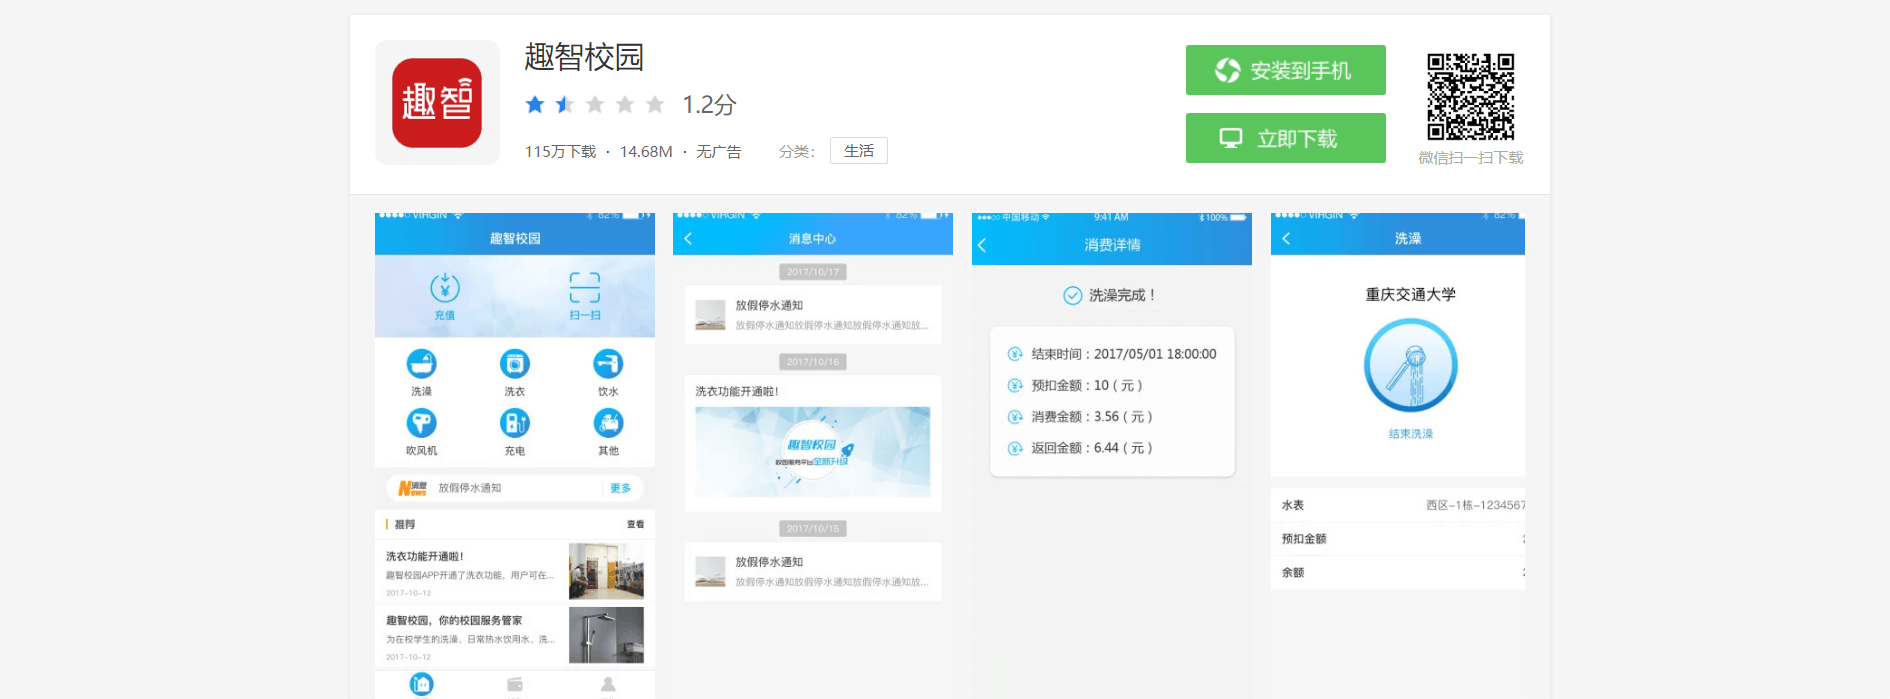 趣智
趣智校园
1.2分
115万下载 · 14.68M · 无广告
分类：
生活
安装到手机
立即下载
微信扫一扫下载
VIRGIN
82%
趣智校园
充值
扫一扫
洗澡
洗衣
饮水
吹风机
充电
其他
消息
News
放假停水通知
更多
推荐
查看
洗衣功能开通啦！
趣智校园APP开通了洗衣功能，用户可在...
2017-10-12
趣智校园，你的校园服务管家
为在校学生的洗澡、日常热水饮用水、洗...
2017-10-12
VIRGIN
82%
消息中心
2017/10/17
放假停水通知
放假停水通知放假停水通知放假停水通知放...
2017/10/16
洗衣功能开通啦！
趣智校园
校园服务平台全新升级
2017/10/15
放假停水通知
放假停水通知放假停水通知放假停水通知放...
中国移动
9:41 AM
100%
消费详情
洗澡完成！
结束时间：2017/05/01 18:00:00
预扣金额：10（元）
消费金额：3.56（元）
返回金额：6.44（元）
VIRGIN
82%
洗澡
重庆交通大学
结束洗澡
水表
西区-1栋-1234567
预扣金额
余额